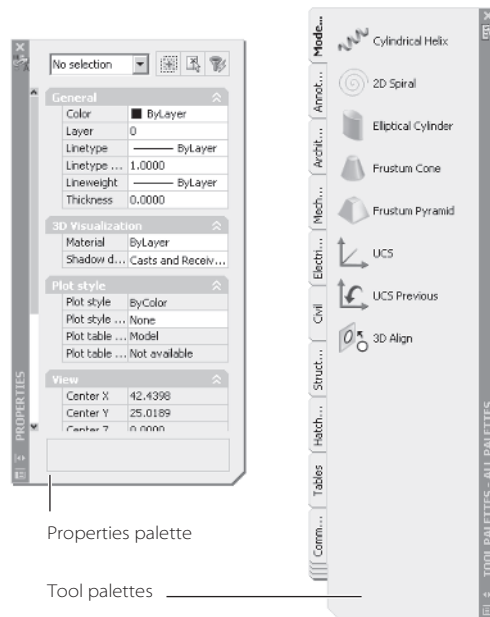 No selection
General
Color ByLayer
Layer 0
Linetype ByLayer
Linetype ... 1.0000
Lineweight ByLayer
Thickness 0.0000
3D Visualization
Material ByLayer
Shadow d... Casts and Receiv...
Plot style
Plot style ByColor
Plot style ... None
Plot table ... Model
Plot table ... Not available
View
Center X 42.4398
Center Y 25.0189
Center Z 0.0000
PROPERTIES
Properties palette
Tool palettes
Mode...
Annot...
Archit...
Mech...
Electri...
Civil
Struct...
Hatch...
Tables
Comm...
Cylindrical Helix
2D Spiral
Elliptical Cylinder
Frustum Cone
Frustum Pyramid
UCS
UCS Previous
3D Align
TOOL PALETTES - ALL PALETTES